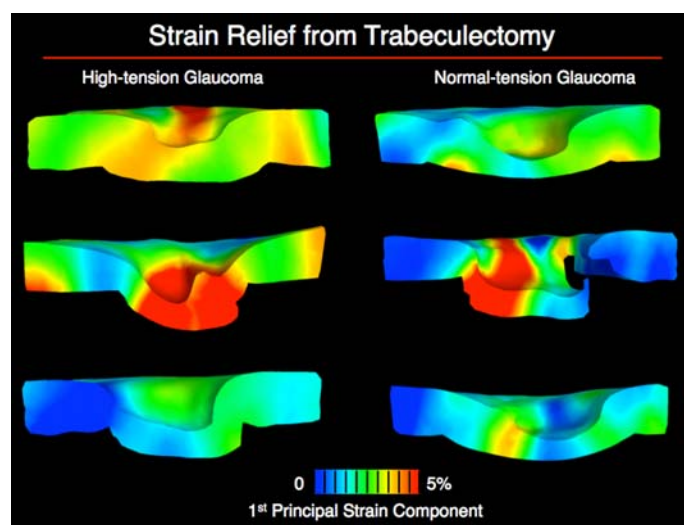 Strain Relief from Trabeculectomy
High-tension Glaucoma
Normal-tension Glaucoma
0
5%
1st Principal Strain Component